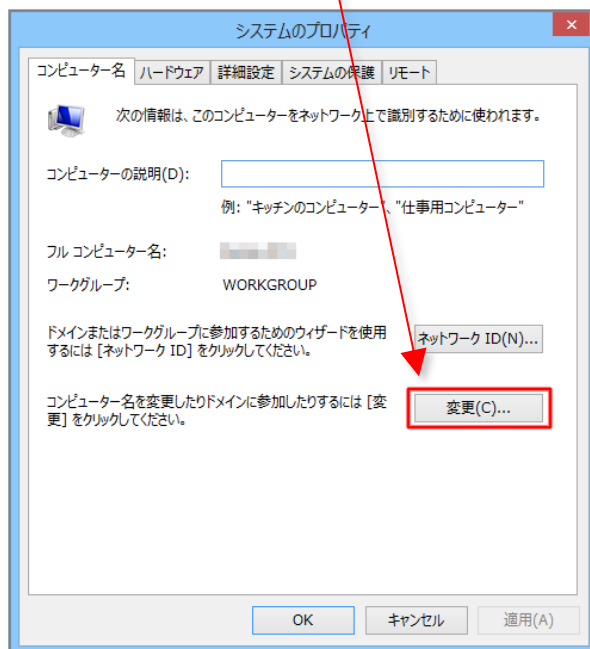 システムのプロパティ
コンピューター名 ハードウェア 詳細設定 システムの保護 リモート
次の情報は、このコンピューターをネットワーク上で識別するために使われます。
コンピューターの説明(D):
例: "キッチンのコンピューター"、"仕事用コンピューター"
フル コンピューター名:
ワークグループ: WORKGROUP
ドメインまたはワークグループに参加するためのウィザードを使用
するには [ネットワーク ID] をクリックしてください。
ネットワーク ID(N)...
コンピューター名を変更したりドメインに参加したりするには [変
更] をクリックしてください。
変更(C)...
OK キャンセル 適用(A)